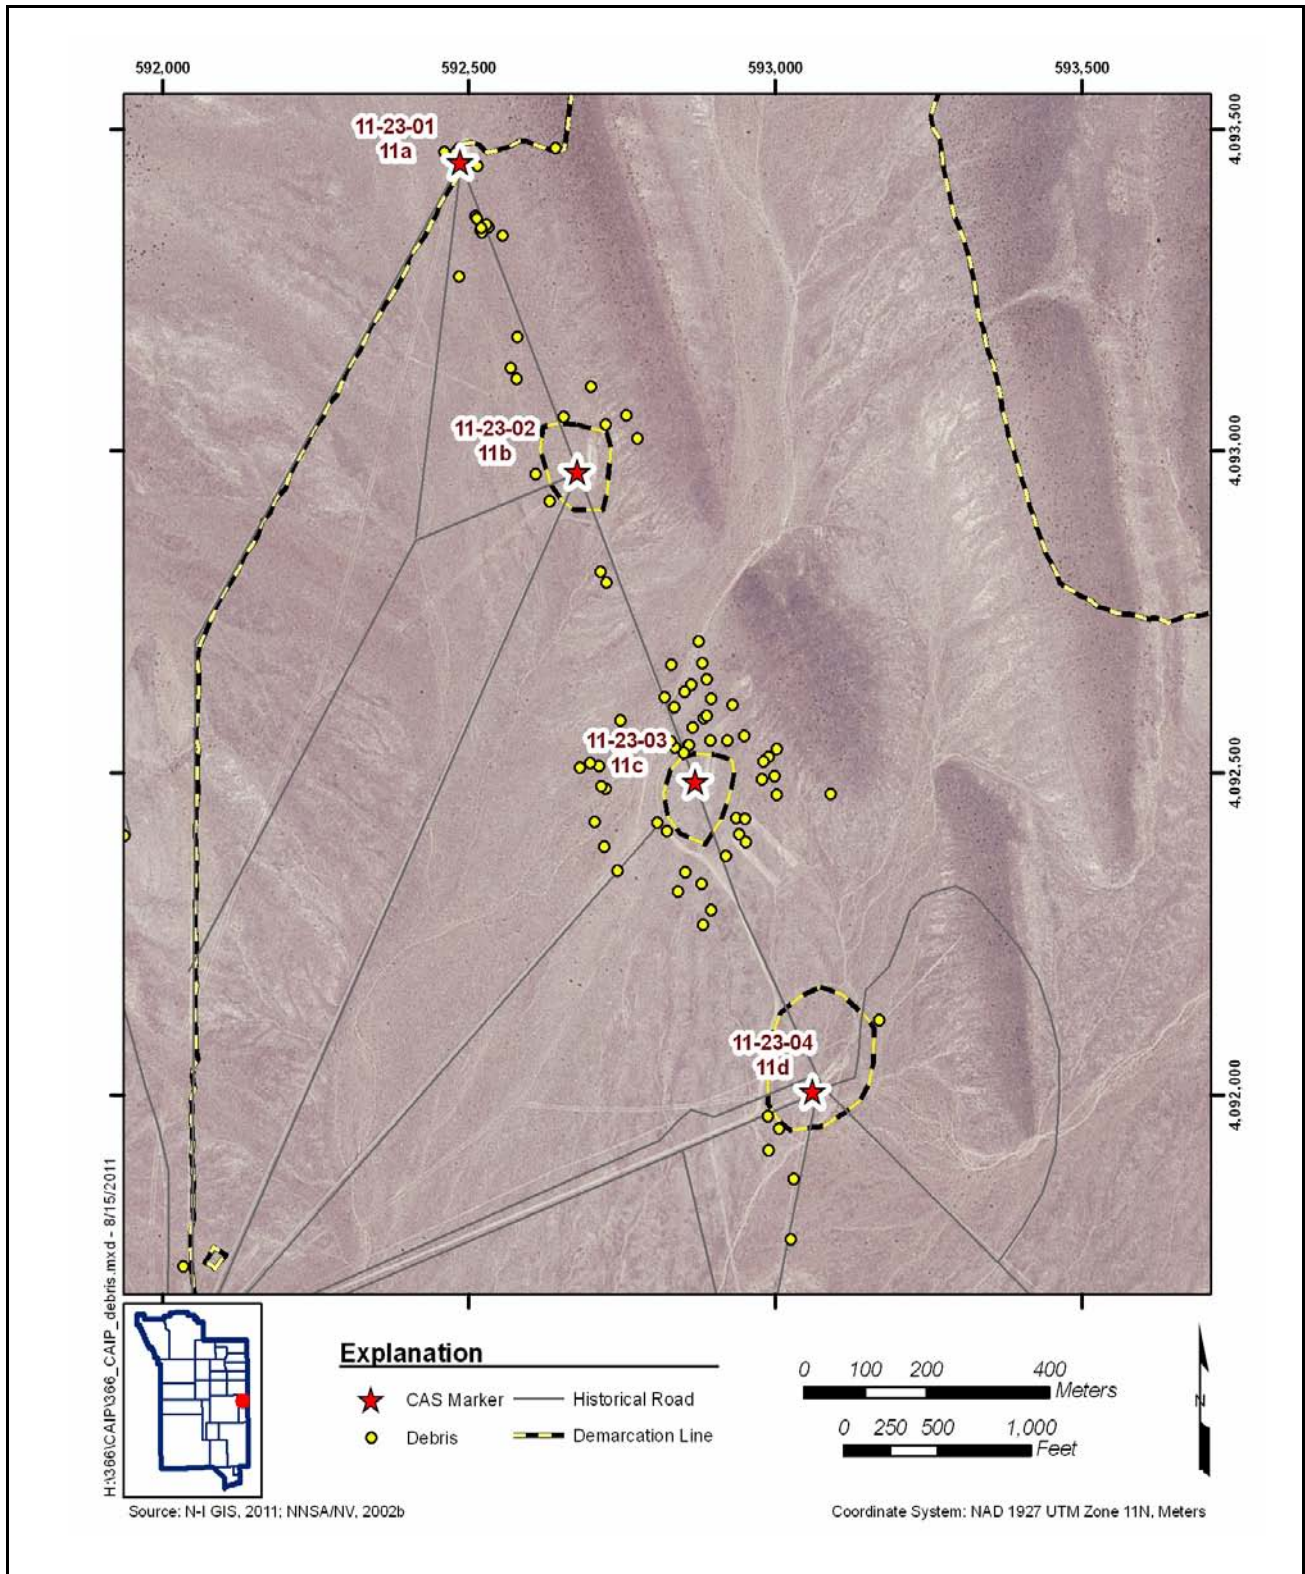 592,000
592,500
593,000
593,500
4,093,500
4,093,000
4,092,500
4,092,000
11-23-01
11a
11-23-02
11b
11-23-03
11c
11-23-04
11d
H:\366\CAIP\366_CAIP_debris.mxd - 8/15/2011
Explanation
CAS Marker
Historical Road
Debris
Demarcation Line
0 100 200 400
Meters
0 250 500 1,000
Feet
N
Source: N-I GIS, 2011; NNSA/NV, 2002b
Coordinate System: NAD 1927 UTM Zone 11N, Meters